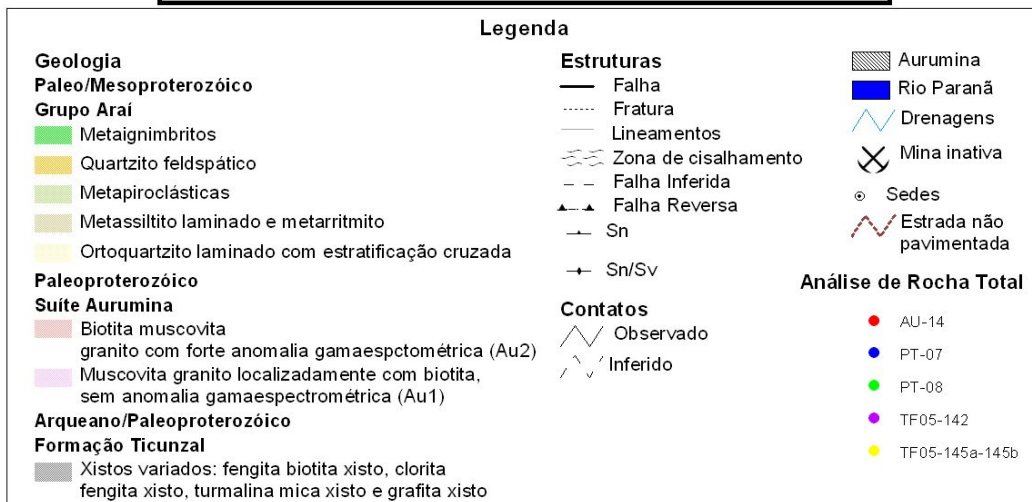 Legenda
Geologia
Paleo/Mesoproterozóico
Grupo Araí
Metaignimbritos
Quartzito feldspático
Metapiroclásticas
Metassiltito laminado e metarritmito
Ortoquartzito laminado com estratificação cruzada
Paleoproterozóico
Suíte Aurumina
Biotita muscovita
granito com forte anomalia gamaespctométrica (Au2)
Muscovita granito localizadamente com biotita,
sem anomalia gamaespectrométrica (Au1)
Arqueano/Paleoproterozóico
Formação Ticunzal
Xistos variados: fengita biotita xisto, clorita
fengita xisto, turmalina mica xisto e grafita xisto
Estruturas
Falha
Fratura
Lineamentos
Zona de cisalhamento
Falha Inferida
Falha Reversa
Sn
Sn/Sv
Contatos
Observado
Inferido
Aurumina
Rio Paranã
Drenagens
Mina inativa
Sedes
Estrada não
pavimentada
Análise de Rocha Total
AU-14
PT-07
PT-08
TF05-142
TF05-145a-145b